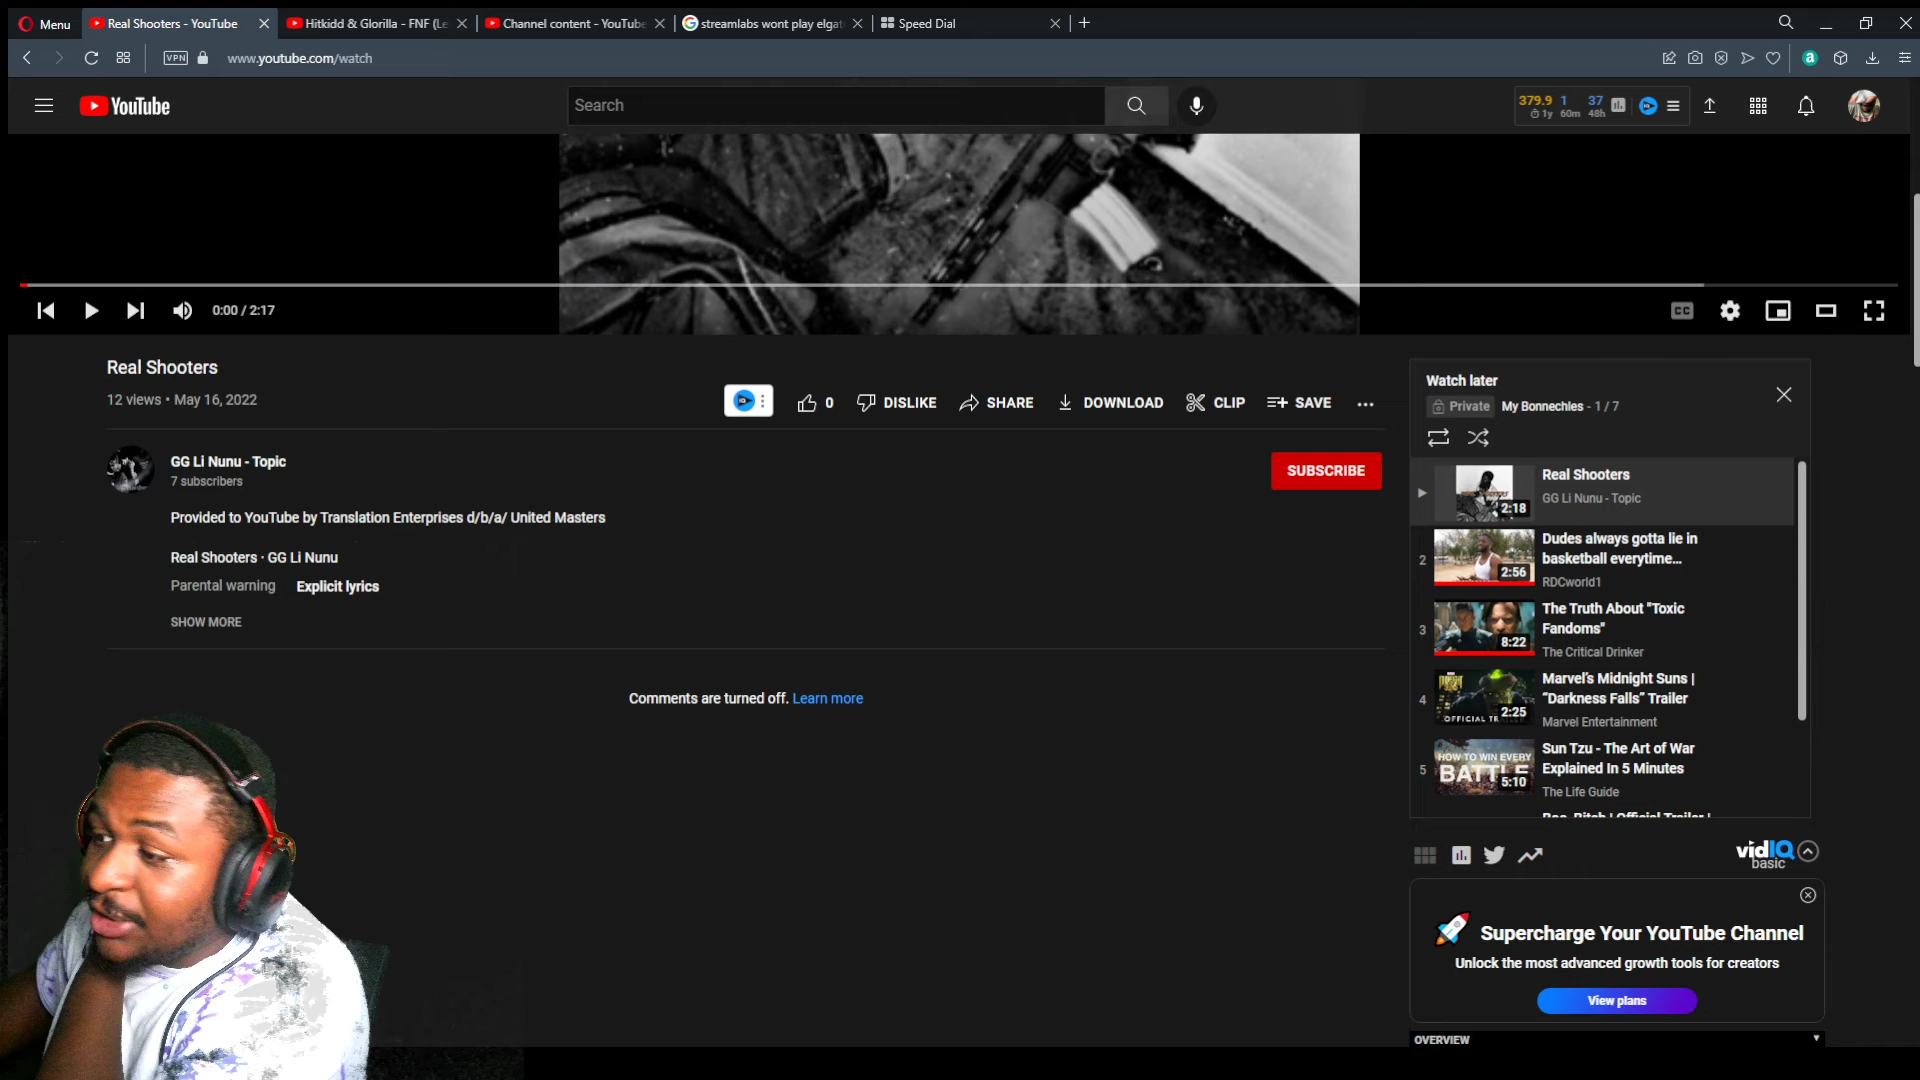 Menu
Real Shooters - YouTube
Hitkidd & Glorilla - FNF (Le
Channel content - YouTube
streamlabs wont play elgat
Speed Dial
VPN
www.youtube.com/watch
YouTube
Search
379.9 1 37
1y 60m 48h
0:00 / 2:17
CC
Real Shooters
12 views • May 16, 2022
0
DISLIKE
SHARE
DOWNLOAD
CLIP
SAVE
GG Li Nunu - Topic
7 subscribers
SUBSCRIBE
Provided to YouTube by Translation Enterprises d/b/a/ United Masters
Real Shooters · GG Li Nunu
Parental warning Explicit lyrics
SHOW MORE
Comments are turned off. Learn more
Watch later
Private My Bonnechles - 1 / 7
2:18
Real Shooters
GG Li Nunu - Topic
2
2:56
Dudes always gotta lie in
basketball everytime...
RDCworld1
3
8:22
The Truth About "Toxic
Fandoms"
The Critical Drinker
4
OFFICIAL TR
2:25
Marvel's Midnight Suns |
“Darkness Falls” Trailer
Marvel Entertainment
5
HOW TO WIN EVERY
BATTLE
5:10
Sun Tzu - The Art of War
Explained In 5 Minutes
The Life Guide
vidIQ
basic
Supercharge Your YouTube Channel
Unlock the most advanced growth tools for creators
View plans
OVERVIEW